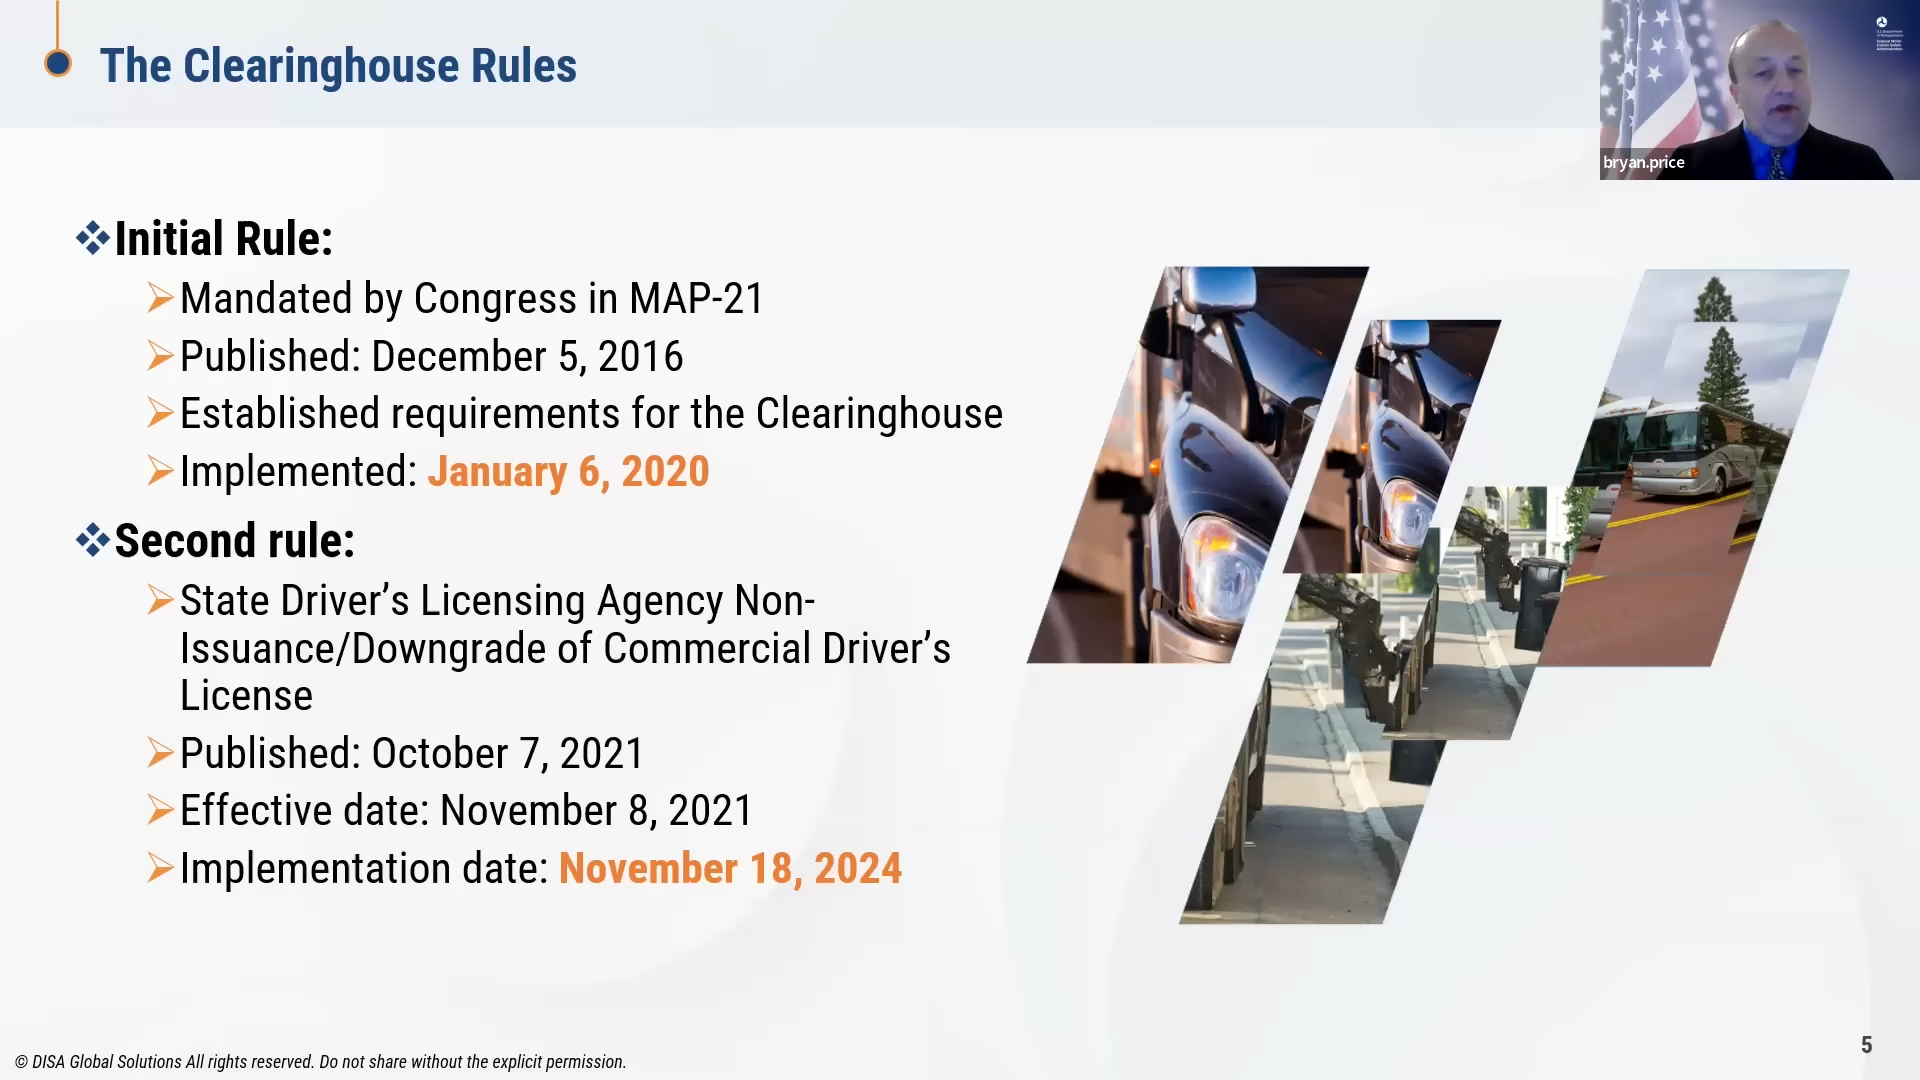 The Clearinghouse Rules
bryan.price
Initial Rule:
Mandated by Congress in MAP-21
Published: December 5, 2016
Established requirements for the Clearinghouse
Implemented: January 6, 2020
Second rule:
State Driver’s Licensing Agency Non-
Issuance/Downgrade of Commercial Driver’s
License
Published: October 7, 2021
Effective date: November 8, 2021
Implementation date: November 18, 2024
© DISA Global Solutions All rights reserved. Do not share without the explicit permission.
5